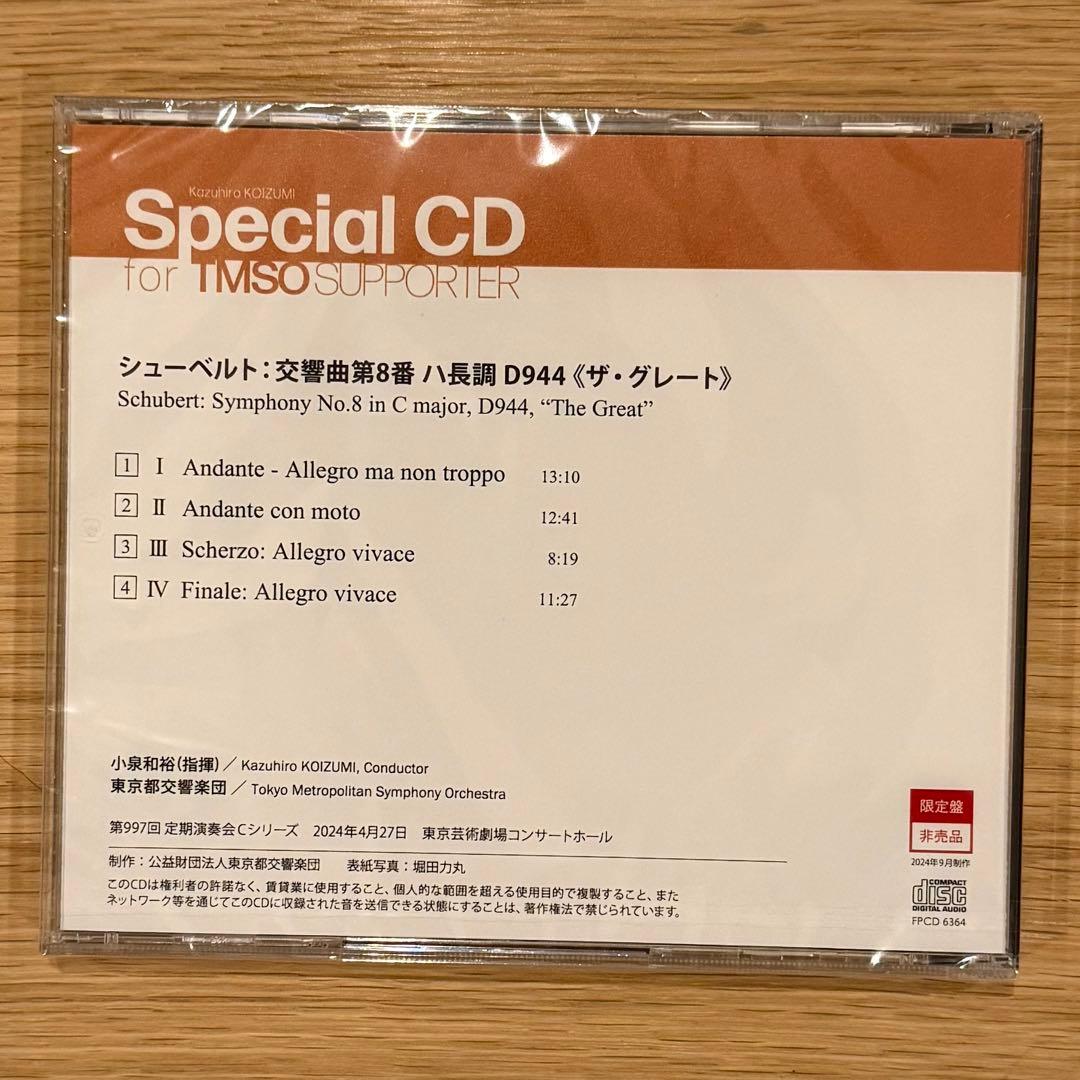 Kazuhiro KOIZUMI
Special CD
for TMSO SUPPORTER
シューベルト：交響曲第8番 ハ長調 D944《ザ・グレート》
Schubert: Symphony No.8 in C major, D944, “The Great”
1 Ⅰ Andante - Allegro ma non troppo 13:10
2 Ⅱ Andante con moto 12:41
3 Ⅲ Scherzo: Allegro vivace 8:19
4 Ⅳ Finale: Allegro vivace 11:27
小泉和裕（指揮）／ Kazuhiro KOIZUMI, Conductor
東京都交響楽団／ Tokyo Metropolitan Symphony Orchestra
第997回 定期演奏会Cシリーズ 2024年4月27日 東京芸術劇場コンサートホール
制作：公益財団法人東京都交響楽団 表紙写真：堀田力丸
このCDは権利者の許諾なく、賃貸業に使用すること、個人的な範囲を超える使用目的で複製すること、また
ネットワーク等を通じてこのCDに収録された音を送信できる状態にすることは、著作権法で禁じられています。
限定盤
非売品
2024年9月制作
COMPACT
disc
DIGITAL AUDIO
FPCD 6364